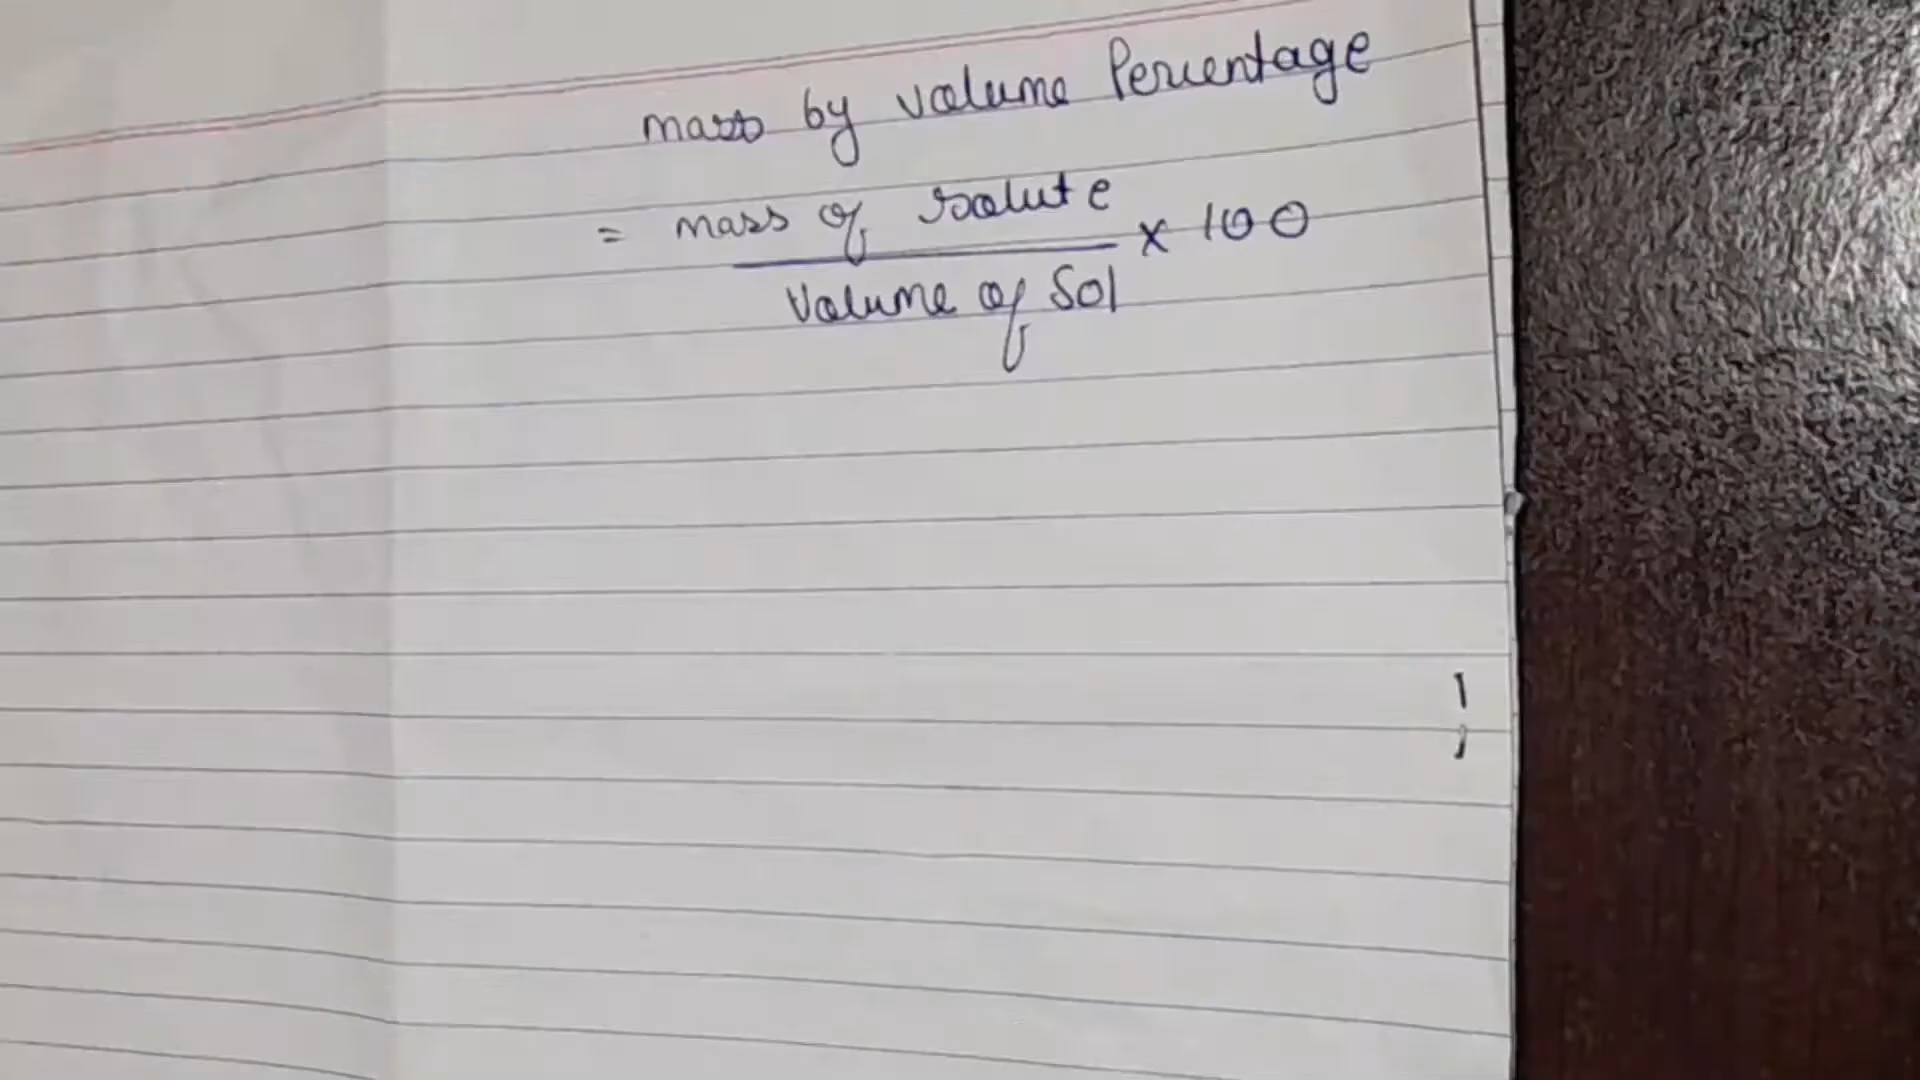 mass by volume Percentage
= mass of solute
× 100
Volume of Sol